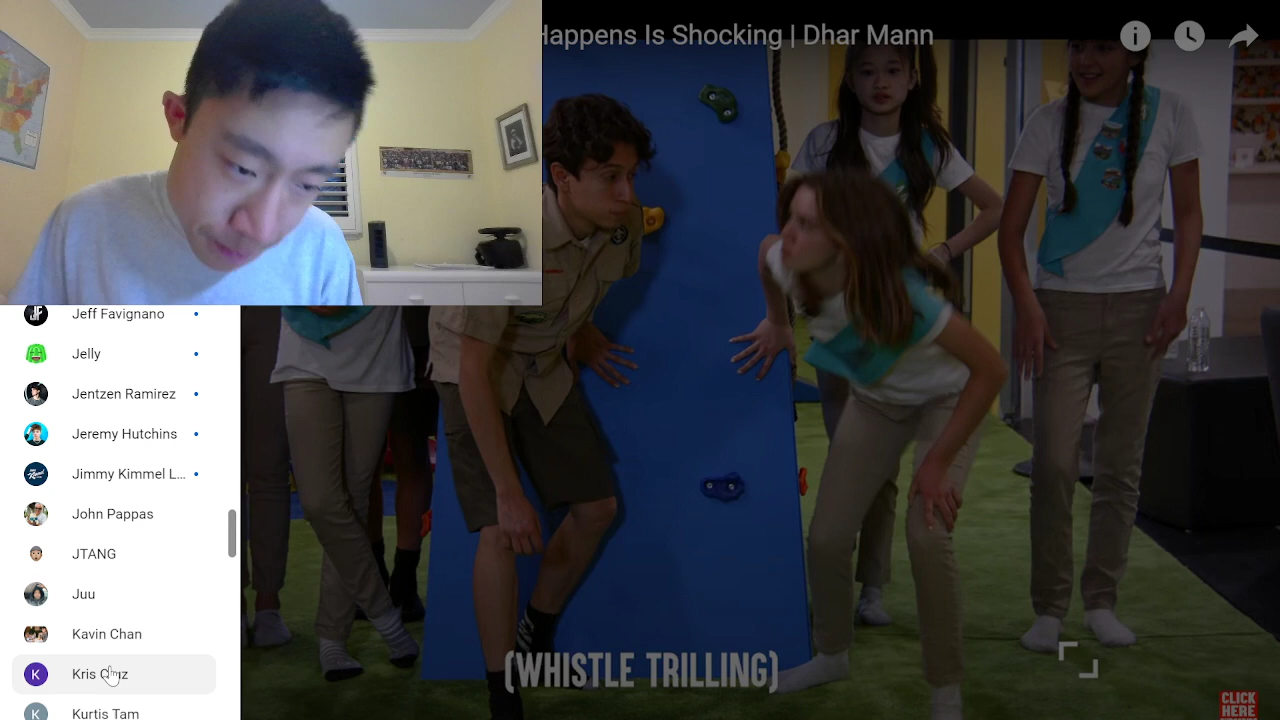 Happens Is Shocking | Dhar Mann
Jeff Favignano
Jelly
Jentzen Ramirez
Jeremy Hutchins
Jimmy Kimmel L...
John Pappas
JTANG
Juu
Kavin Chan
K
K
Kurtis Tam
(WHISTLE TRILLING)
CLICK
HERE